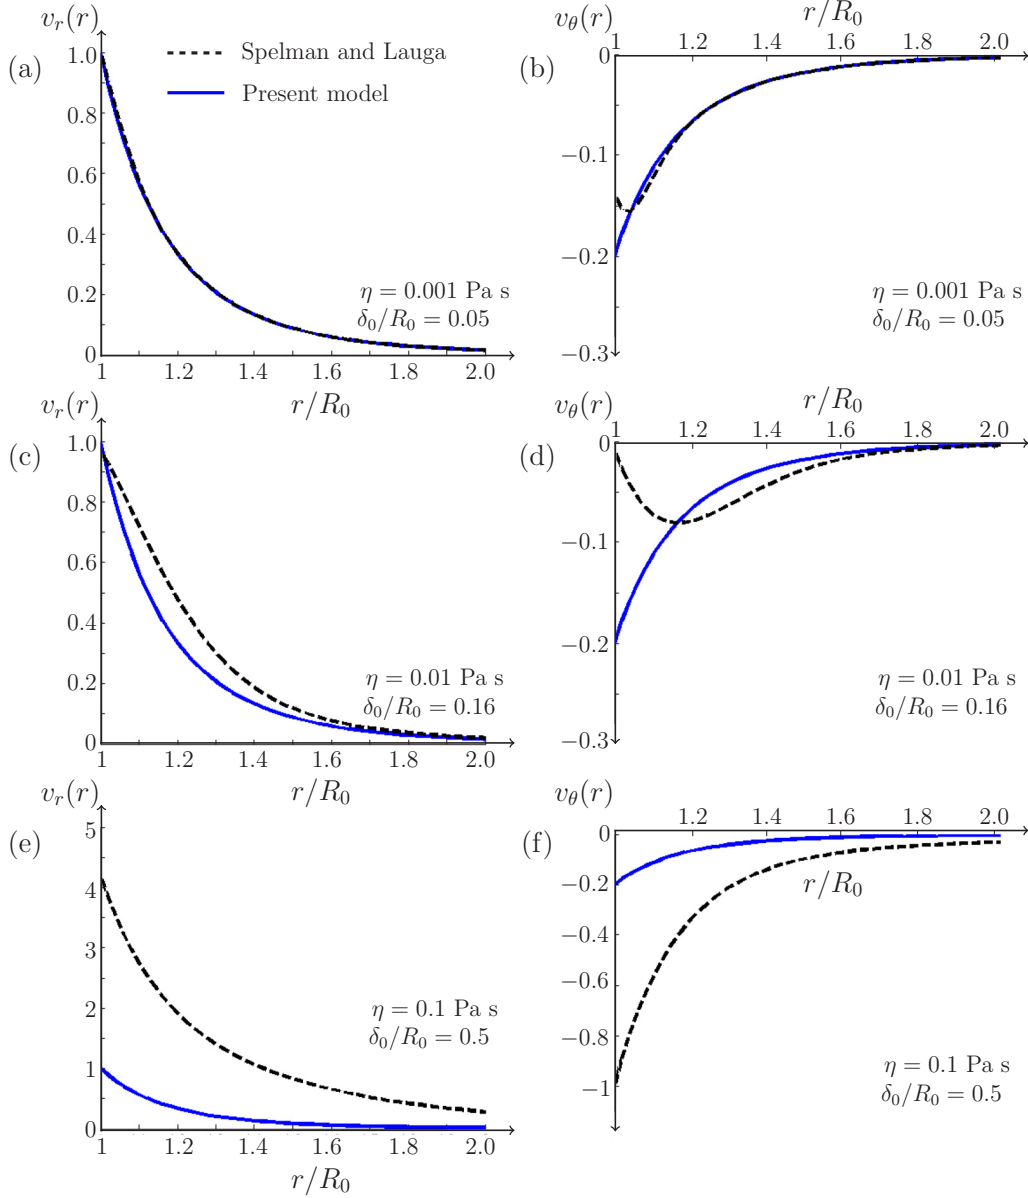 (a)
v_r(r)
Spelman and Lauga
Present model
1.0
0.8
0.6
0.4
0.2
0
η = 0.001 Pa s
δ_0/R_0 = 0.05
1 1.2 1.4 1.6 1.8 2.0
r/R_0
(b)
v_θ(r)
r/R_0
1 1.2 1.4 1.6 1.8 2.0
0
−0.1
−0.2
−0.3
η = 0.001 Pa s
δ_0/R_0 = 0.05
(c)
v_r(r)
1.0
0.8
0.6
0.4
0.2
0
η = 0.01 Pa s
δ_0/R_0 = 0.16
1 1.2 1.4 1.6 1.8 2.0
r/R_0
(d)
v_θ(r)
r/R_0
1 1.2 1.4 1.6 1.8 2.0
0
−0.1
−0.2
−0.3
η = 0.01 Pa s
δ_0/R_0 = 0.16
(e)
v_r(r)
5
4
3
2
1
0
η = 0.1 Pa s
δ_0/R_0 = 0.5
1 1.2 1.4 1.6 1.8 2.0
r/R_0
(f)
v_θ(r)
1.2 1.4 1.6 1.8 2.0
0
−0.2
−0.4
−0.6
−0.8
−1
r/R_0
η = 0.1 Pa s
δ_0/R_0 = 0.5